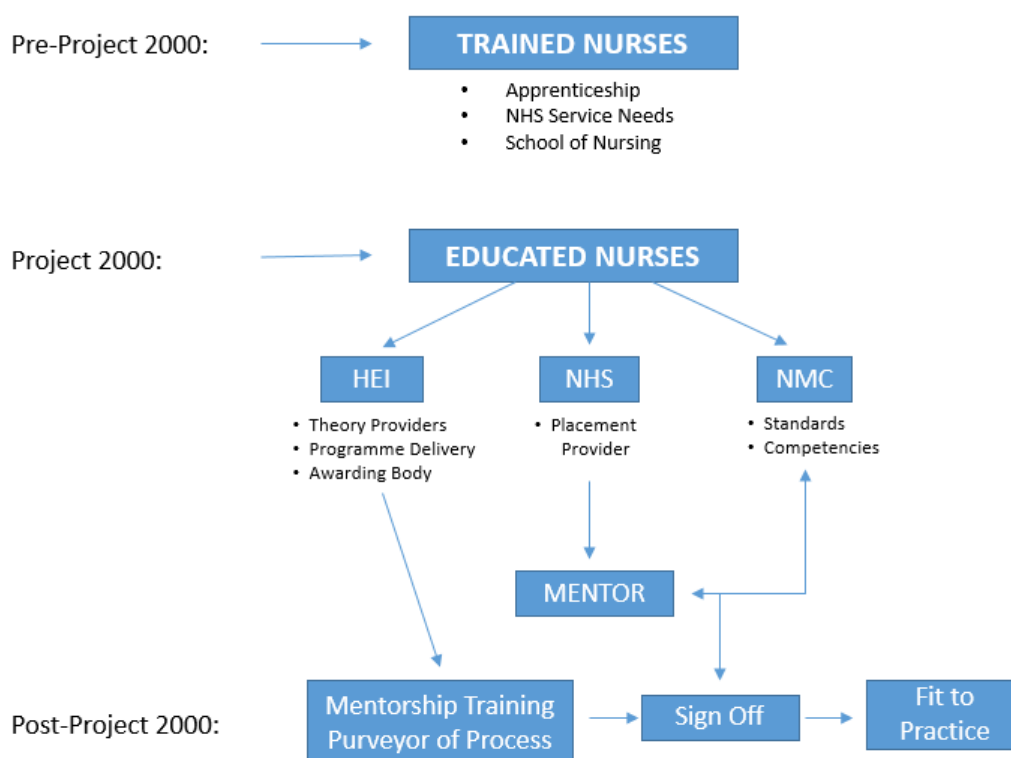 Pre-Project 2000:
TRAINED NURSES
• Apprenticeship
• NHS Service Needs
• School of Nursing
Project 2000:
EDUCATED NURSES
HEI
• Theory Providers
• Programme Delivery
• Awarding Body
NHS
• Placement
Provider
NMC
• Standards
• Competencies
MENTOR
Post-Project 2000:
Mentorship Training
Purveyor of Process
Sign Off
Fit to
Practice